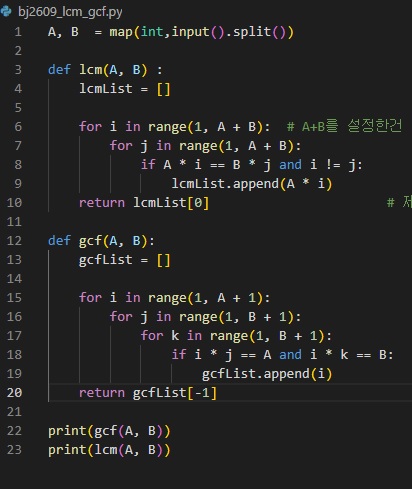 bj2609_lcm_gcf.py
1 A, B  = map(int,input().split())
2
3 def lcm(A, B) :
4     lcmList = []
5
6     for i in range(1, A + B):  # A+B를 설정한건
7         for j in range(1, A + B):
8             if A * i == B * j and i != j:
9                 lcmList.append(A * i)
10     return lcmList[0]                       #
11
12 def gcf(A, B):
13     gcfList = []
14
15     for i in range(1, A + 1):
16         for j in range(1, B + 1):
17             for k in range(1, B + 1):
18                 if i * j == A and i * k == B:
19                     gcfList.append(i)
20     return gcfList[-1]
21
22 print(gcf(A, B))
23 print(lcm(A, B))